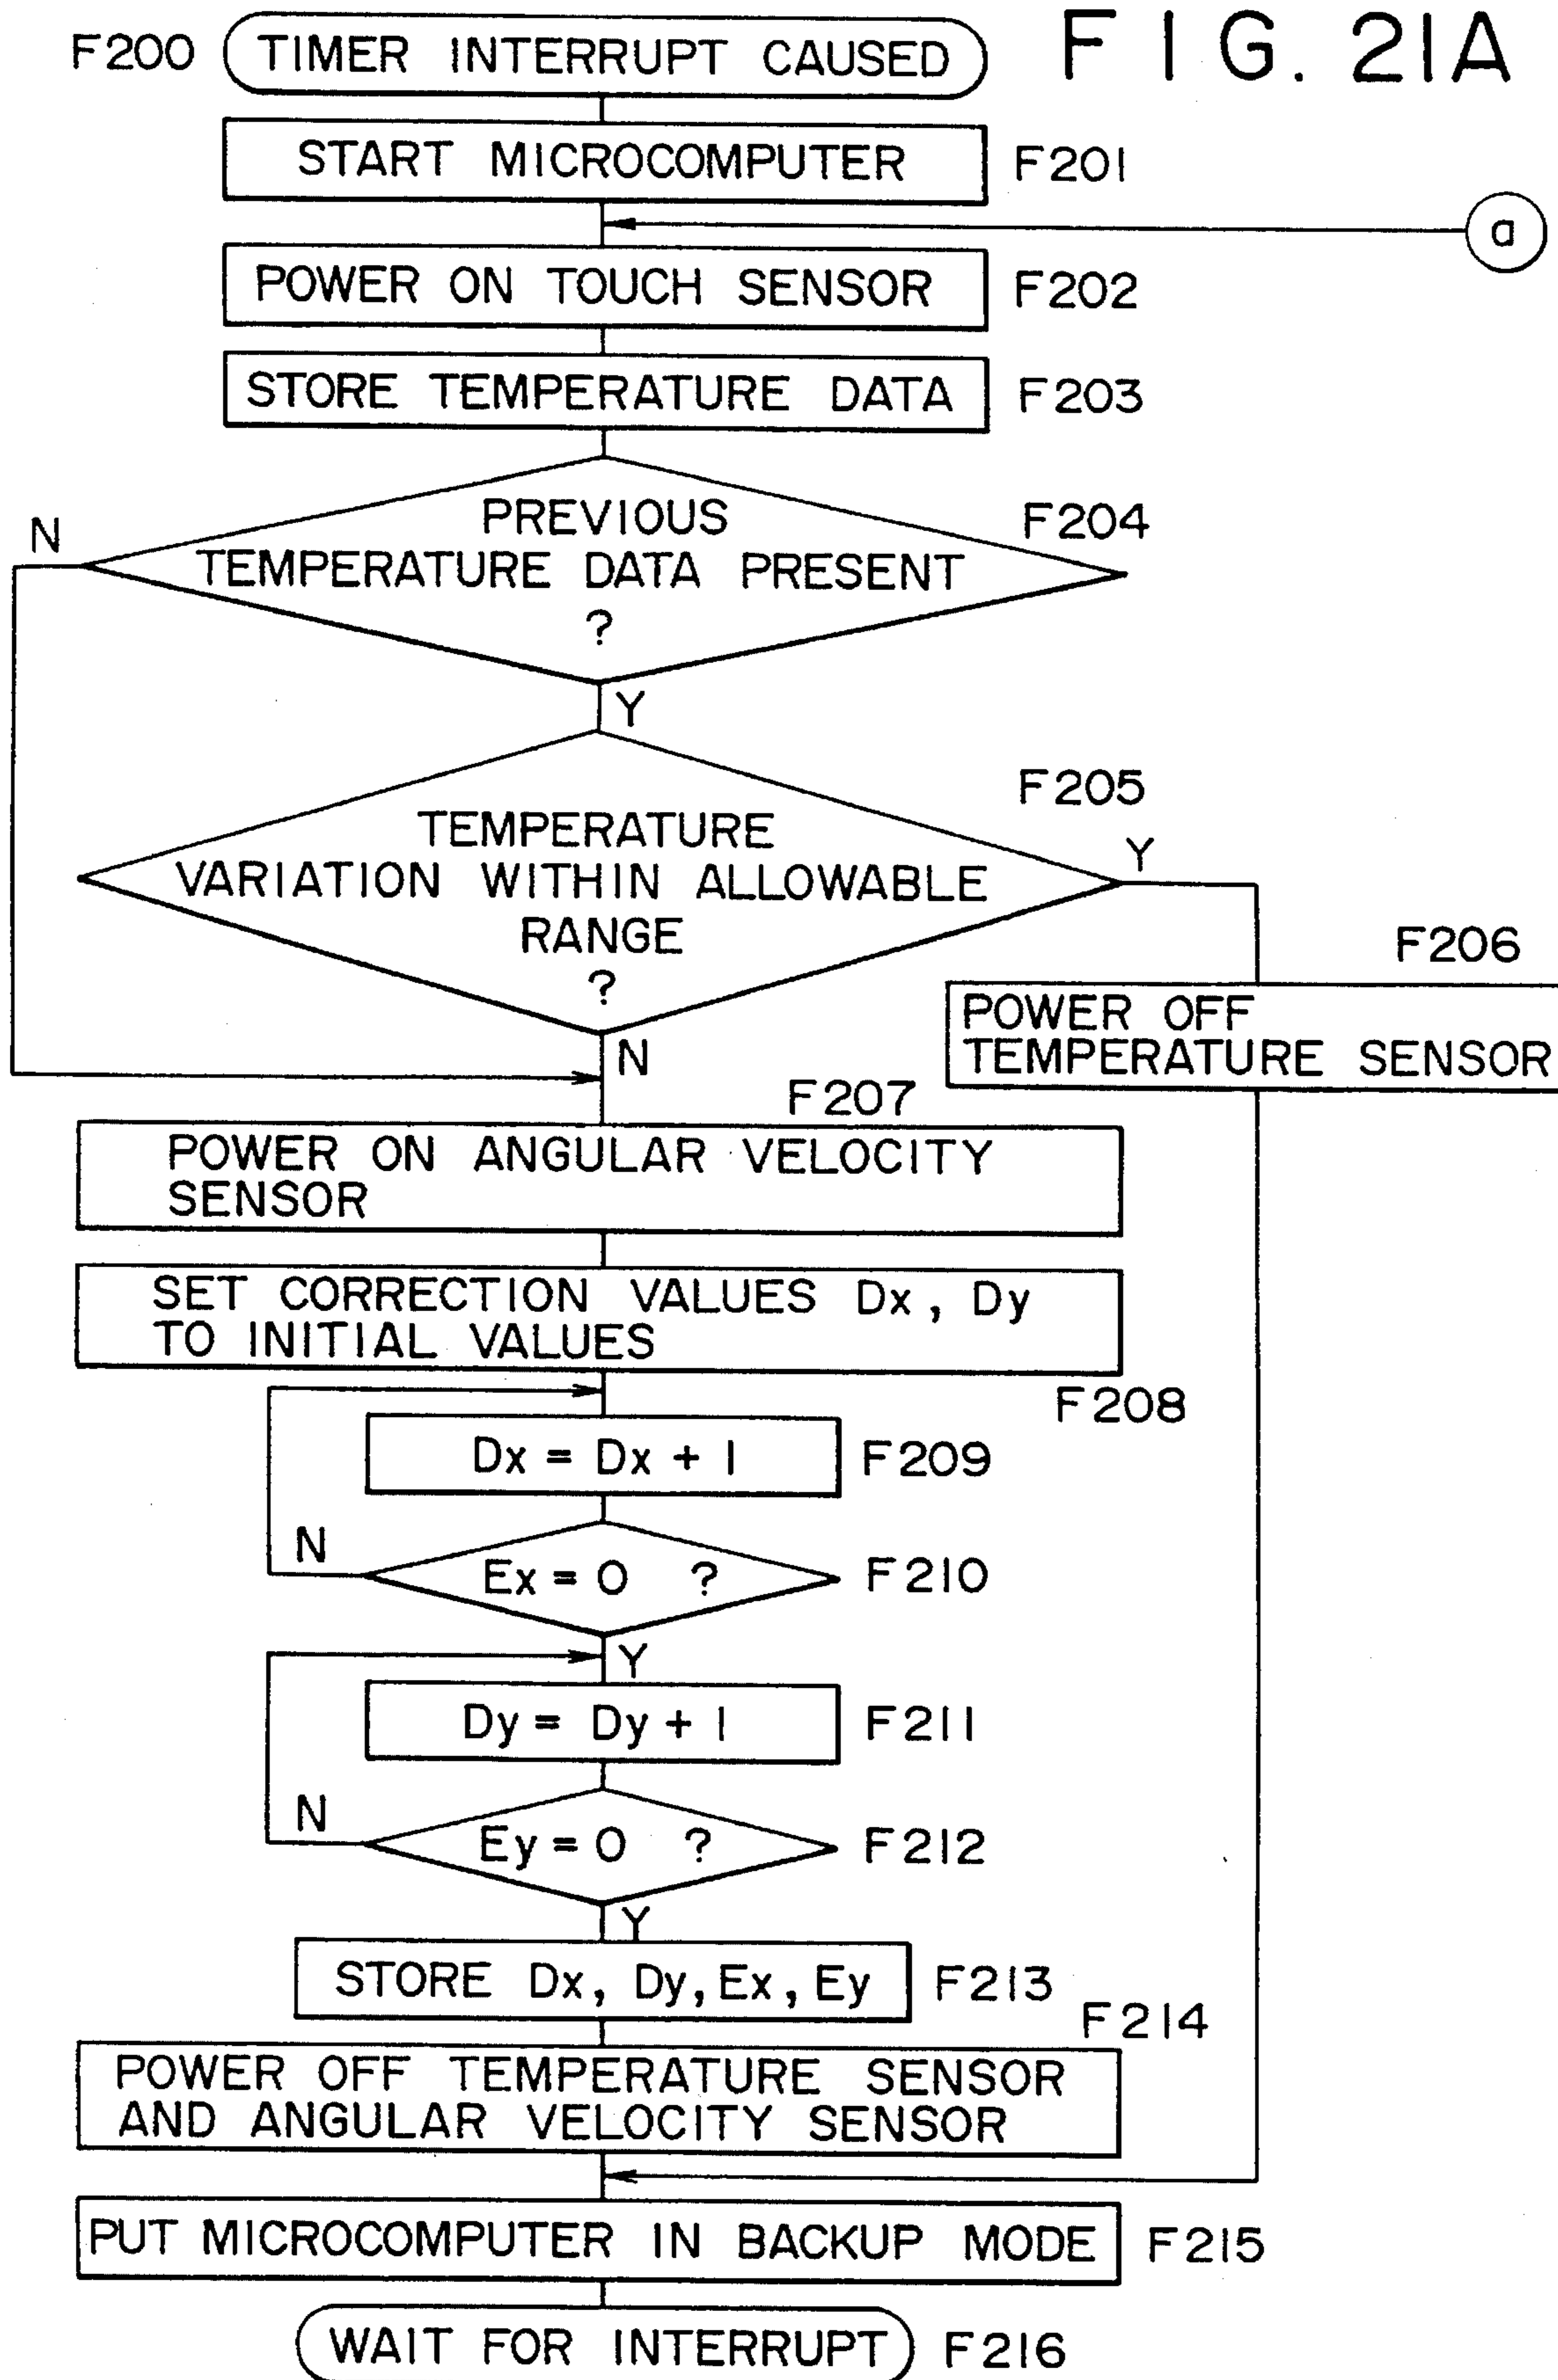 FIG. 21A
F200 TIMER INTERRUPT CAUSED
START MICROCOMPUTER F201
a
POWER ON TOUCH SENSOR F202
STORE TEMPERATURE DATA F203
F204
N
PREVIOUS
TEMPERATURE DATA PRESENT
?
Y
F205
TEMPERATURE
VARIATION WITHIN ALLOWABLE
RANGE
?
Y
F206
POWER OFF
TEMPERATURE SENSOR
N
F207
POWER ON ANGULAR VELOCITY
SENSOR
SET CORRECTION VALUES Dx, Dy
TO INITIAL VALUES
F208
Dx = Dx + 1 F209
N
Ex = 0 ? F210
Y
Dy = Dy + 1 F211
N
Ey = 0 ? F212
Y
STORE Dx, Dy, Ex, Ey F213
F214
POWER OFF TEMPERATURE SENSOR
AND ANGULAR VELOCITY SENSOR
PUT MICROCOMPUTER IN BACKUP MODE F215
WAIT FOR INTERRUPT F216